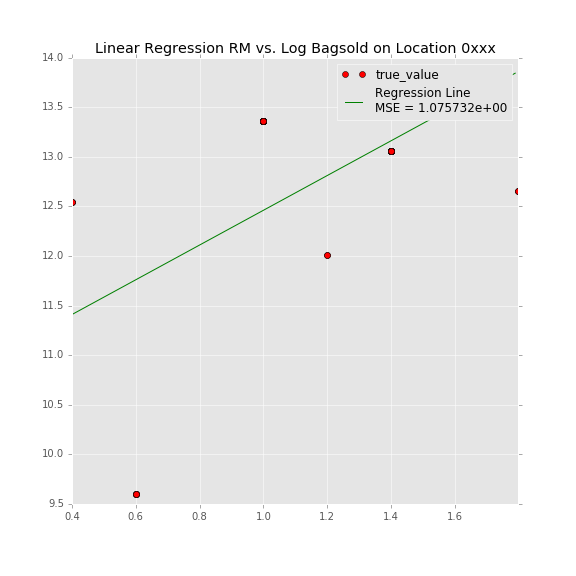 Linear Regression RM vs. Log Bagsold on Location 0xxx
14.0
13.5
13.0
12.5
12.0
11.5
11.0
10.5
10.0
9.5
true_value
Regression Line
MSE = 1.075732e+00
0.4 0.6 0.8 1.0 1.2 1.4 1.6